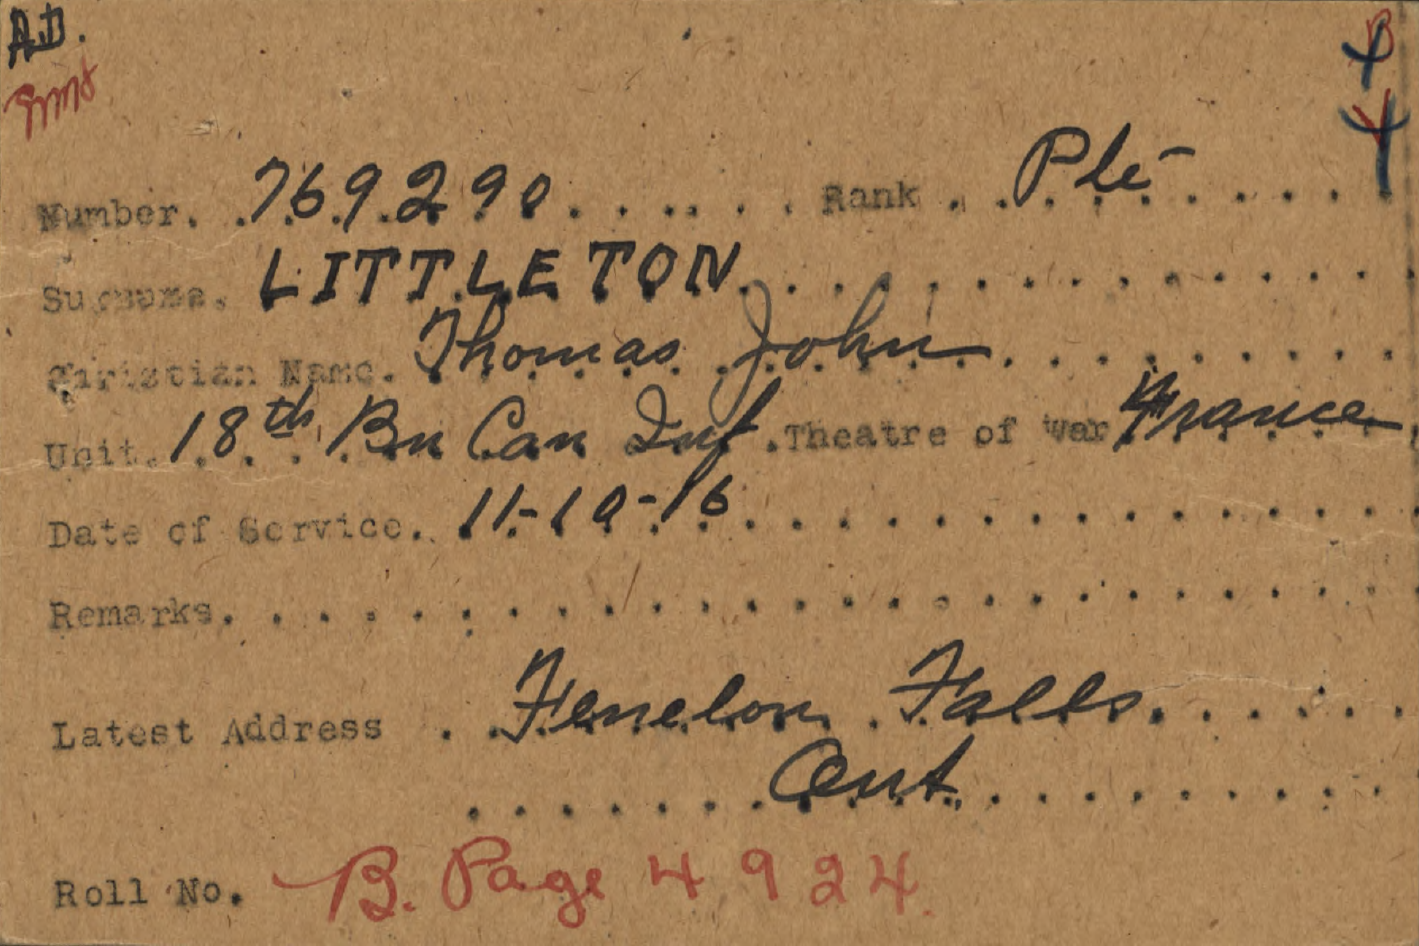 A.D. B
Number. 769290 Rank Pte
Surname. LITTLETON
Christian Name. Thomas John
Unit. 18th Bn Can Inf. Theatre of War France
Date of Service. 11-10-16
Remarks.
Latest Address Fenelon Falls
Ont.
Roll No. B. Page 4924.